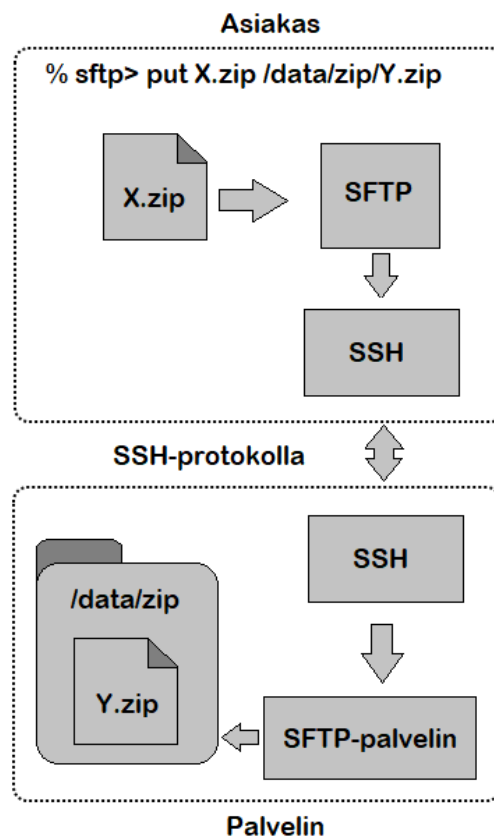 Asiakas
% sftp> put X.zip /data/zip/Y.zip
X.zip
SFTP
SSH
SSH-protokolla
SSH
/data/zip
Y.zip
SFTP-palvelin
Palvelin